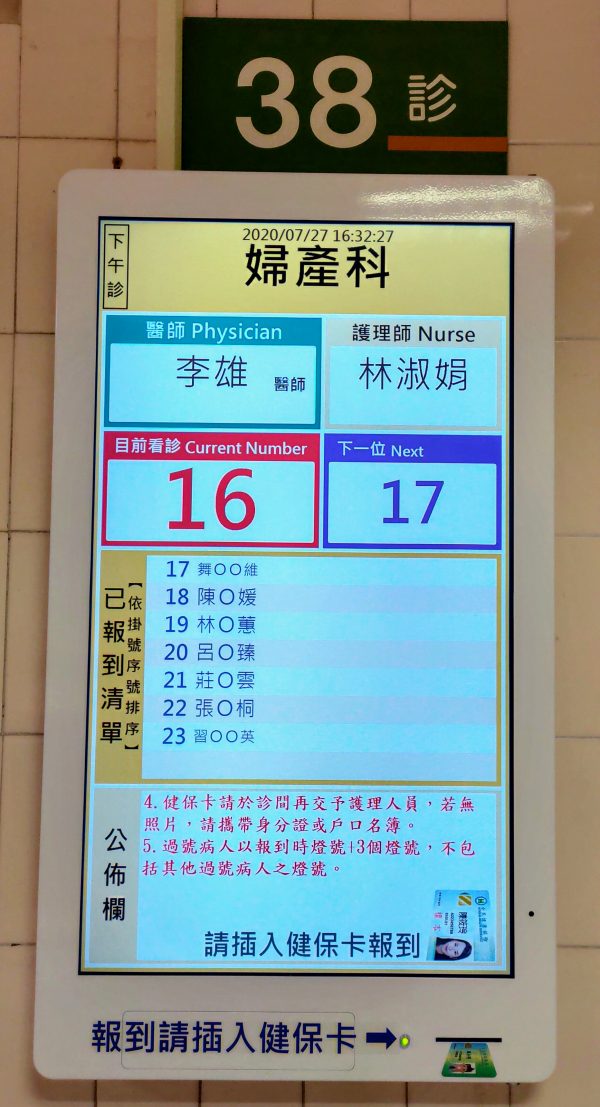 38 診
下午診
2020/07/27 16:32:27
婦產科
醫師 Physician
李雄 醫師
護理師 Nurse
林淑娟
目前看診 Current Number
16
下一位 Next
17
已報到清單
【依掛號序號排序】
17 舞○○維
18 陳○媛
19 林○蕙
20 呂○臻
21 莊○雲
22 張○桐
23 習○○英
公佈欄
4. 健保卡請於診間再交予護理人員，若無
照片，請攜帶身分證或戶口名簿。
5. 過號病人以報到時燈號+3個燈號，不包
括其他過號病人之燈號。
請插入健保卡報到
報到請插入健保卡